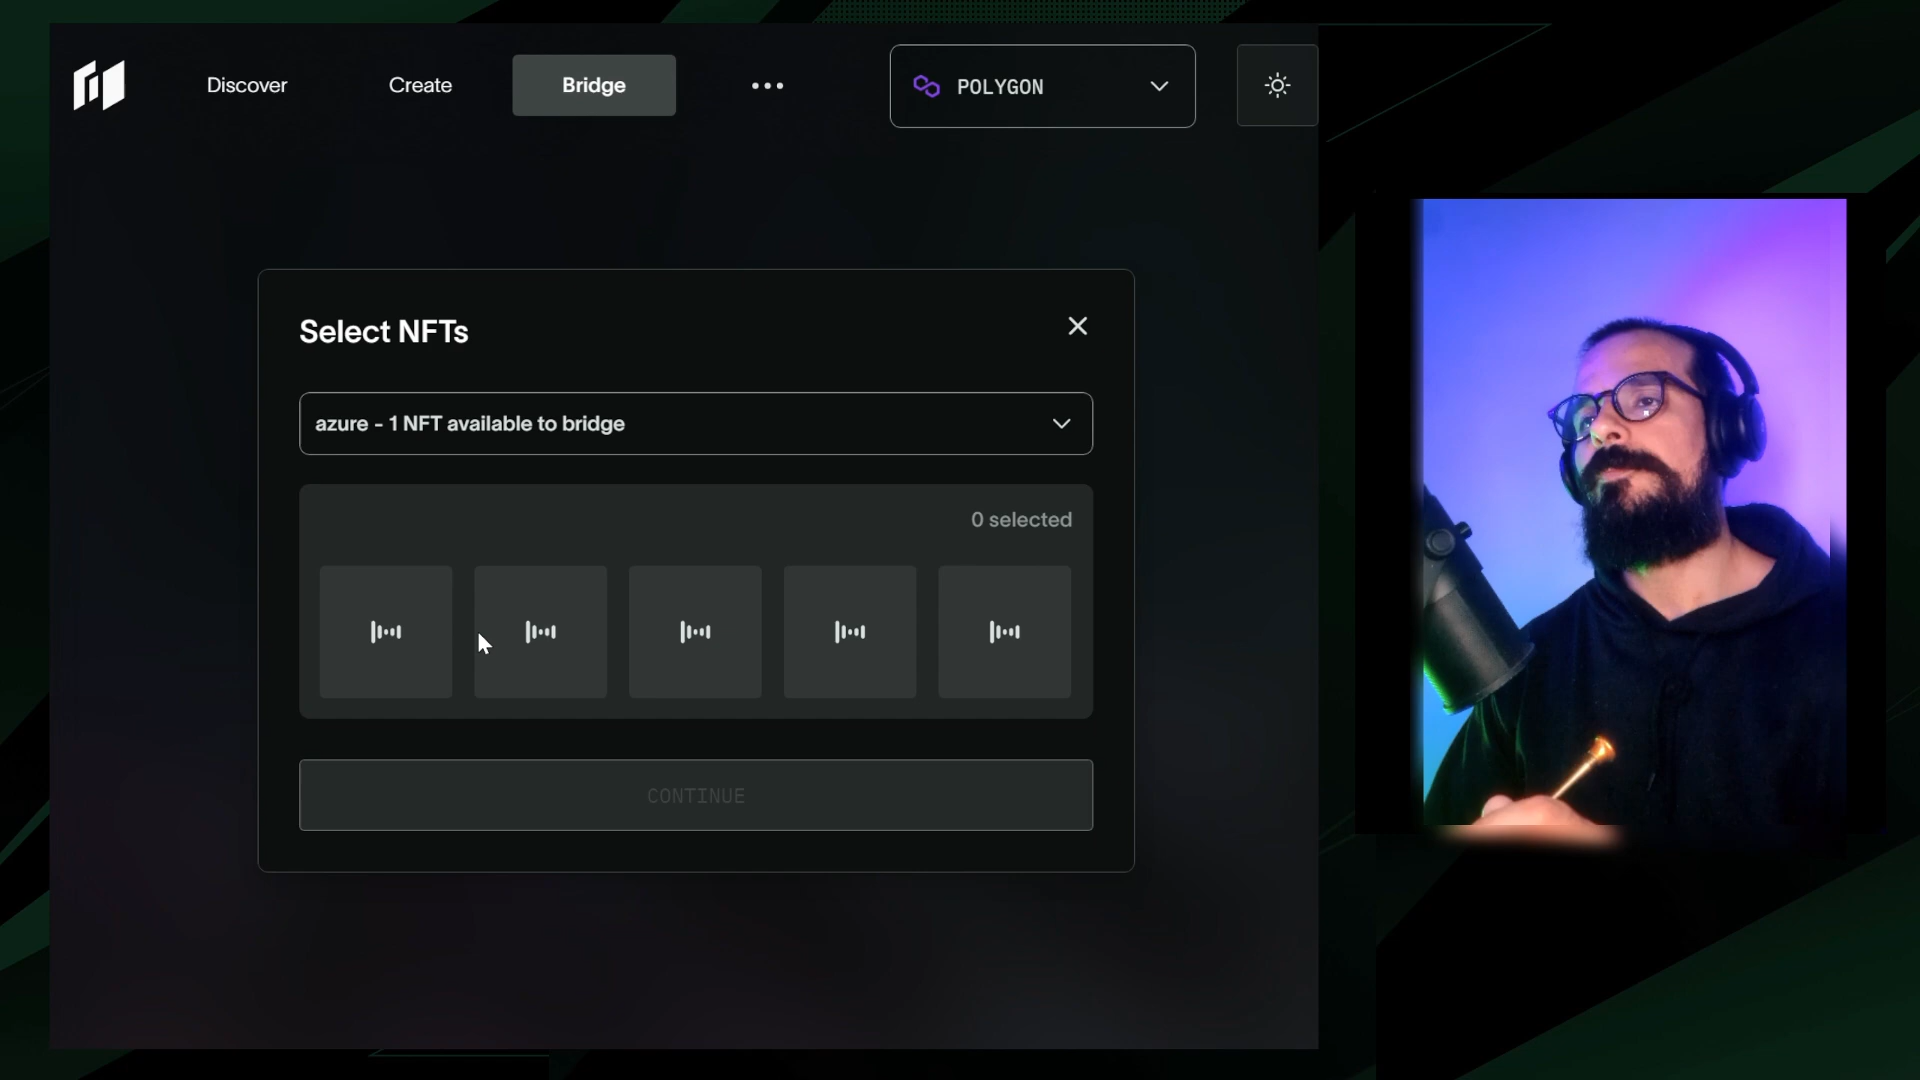 Discover
Create
Bridge
POLYGON
Select NFTs
azure - 1 NFT available to bridge
0 selected
CONTINUE